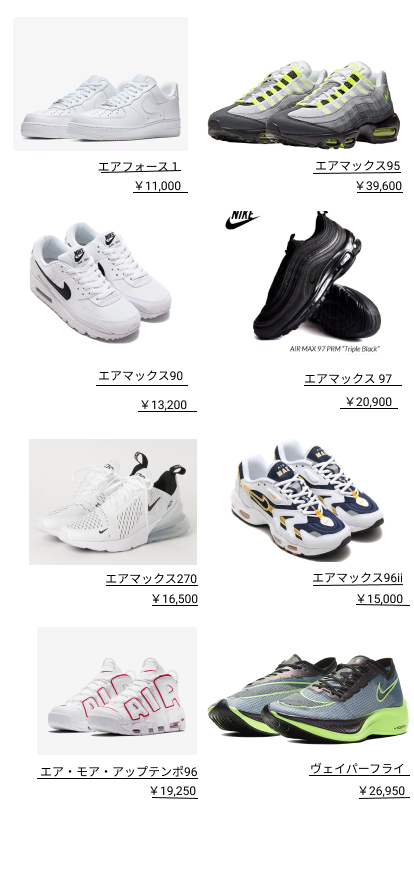 エアフォース１
￥11,000
エアマックス95
￥39,600
NIKE
エアマックス90
￥13,200
AIR MAX 97 PRM "Triple Black"
エアマックス 97
￥20,900
エアマックス270
￥16,500
エアマックス96ii
￥15,000
AIR
エア・モア・アップテンポ96
￥19,250
ヴェイパーフライ
￥26,950